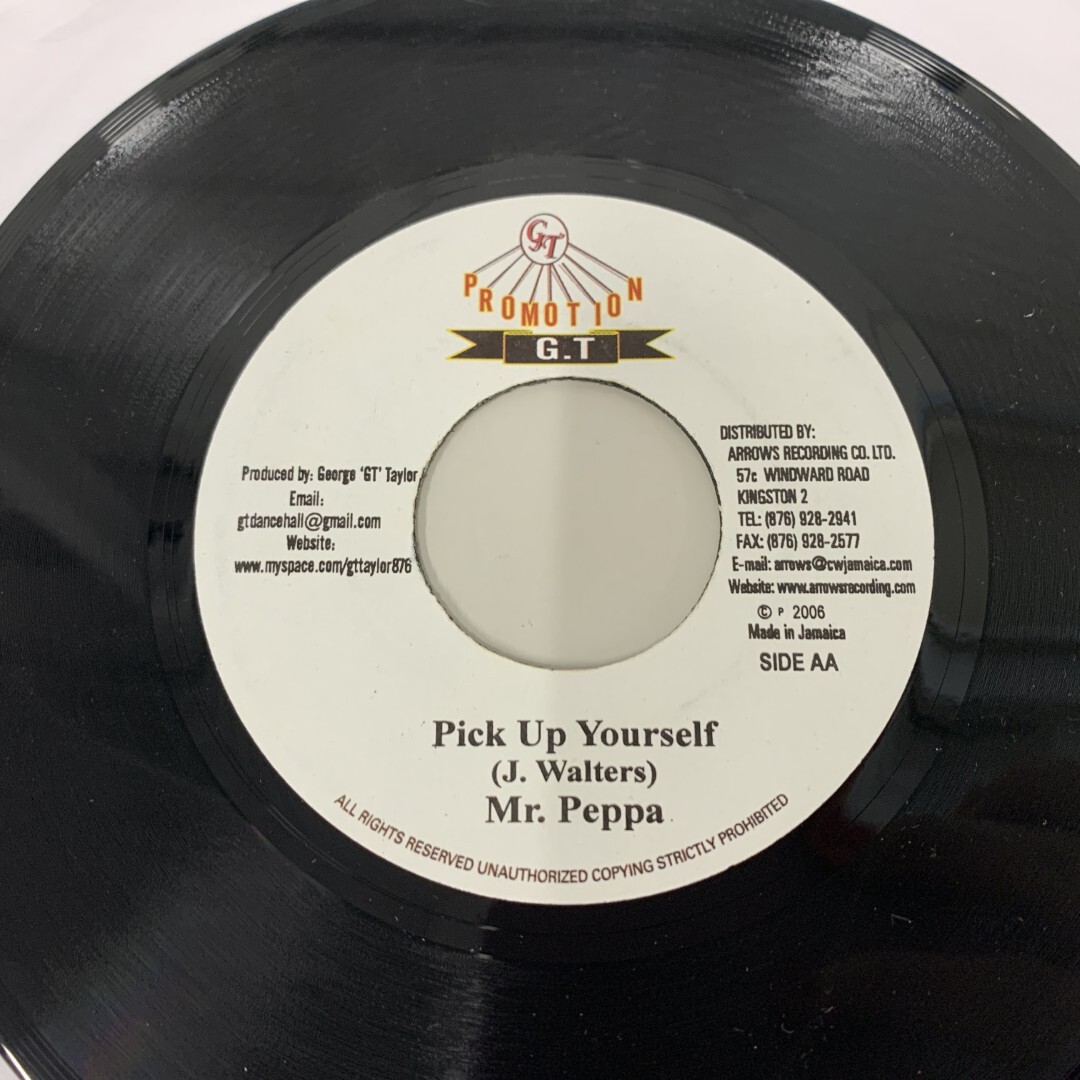 GT
PROMOTION
G.T
Produced by: George 'GT' Taylor
Email:
gtdancehall@gmail.com
Website:
www.myspace.com/gttaylor876
DISTRIBUTED BY:
ARROWS RECORDING CO. LTD.
57c WINDWARD ROAD
KINGSTON 2
TEL: (876) 928-2941
FAX: (876) 928-2577
E-mail: arrows@cwjamaica.com
Website: www.arrowsrecording.com
© P 2006
Made in Jamaica
SIDE AA
Pick Up Yourself
(J. Walters)
Mr. Peppa
ALL RIGHTS RESERVED UNAUTHORIZED COPYING STRICTLY PROHIBITED